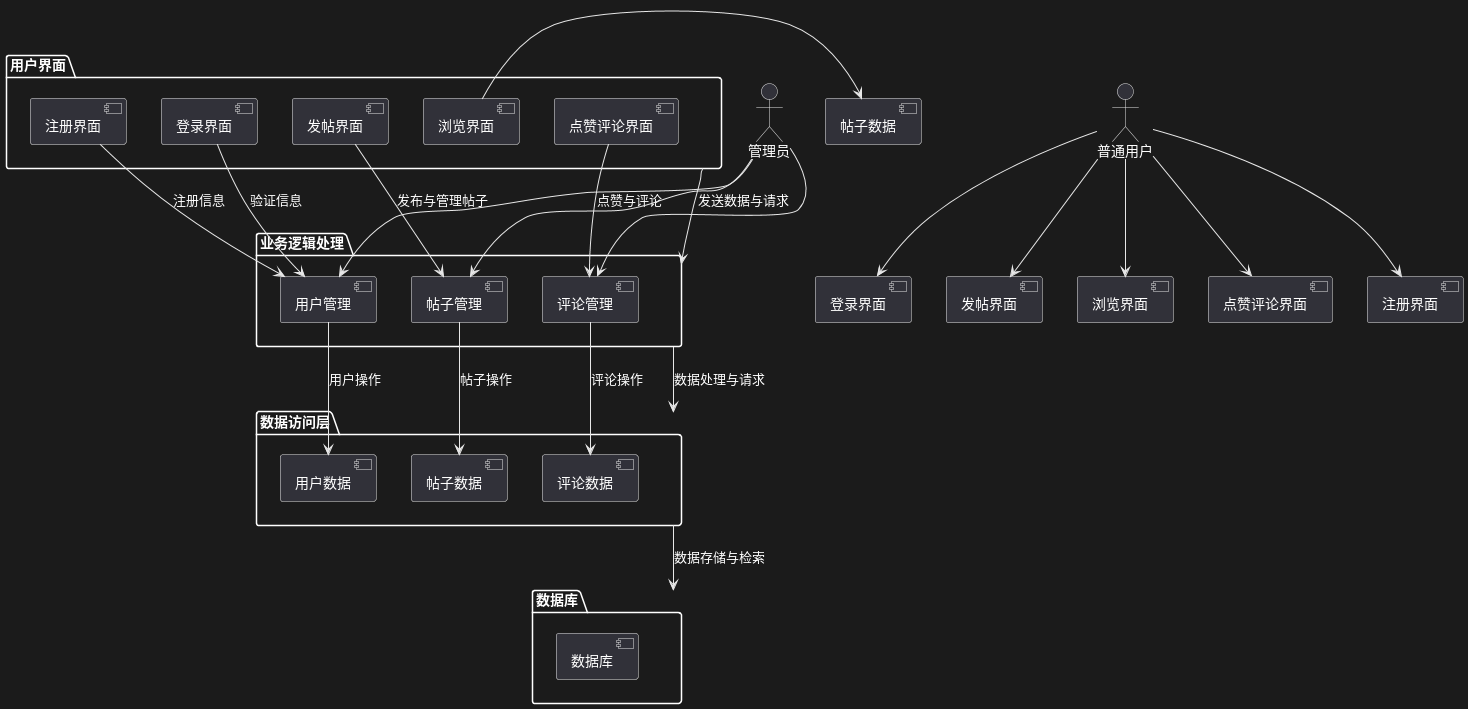 用户界面
注册界面
登录界面
发帖界面
浏览界面
点赞评论界面
管理员
帖子数据
普通用户
注册信息
验证信息
发布与管理帖子
点赞与评论
发送数据与请求
业务逻辑处理
用户管理
帖子管理
评论管理
登录界面
发帖界面
浏览界面
点赞评论界面
注册界面
用户操作
帖子操作
评论操作
数据处理与请求
数据访问层
用户数据
帖子数据
评论数据
数据存储与检索
数据库
数据库